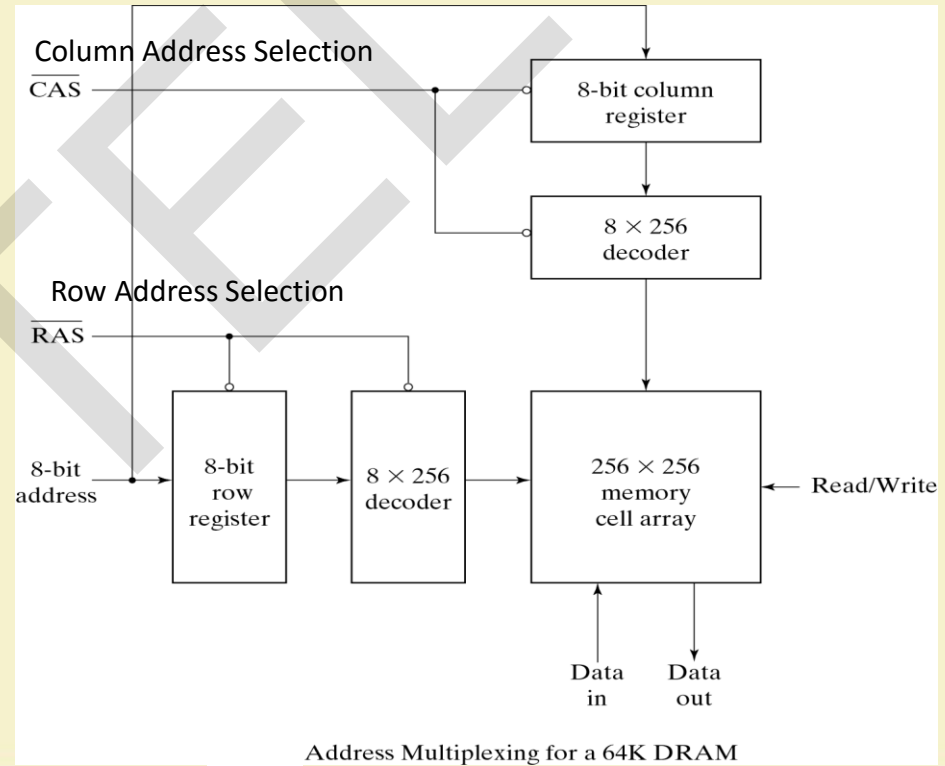 Column Address Selection
CAS
8-bit column
register
8 × 256
decoder
Row Address Selection
RAS
8-bit
address
8-bit
row
register
8 × 256
decoder
256 × 256
memory
cell array
Read/Write
Data
in
Data
out
Address Multiplexing for a 64K DRAM